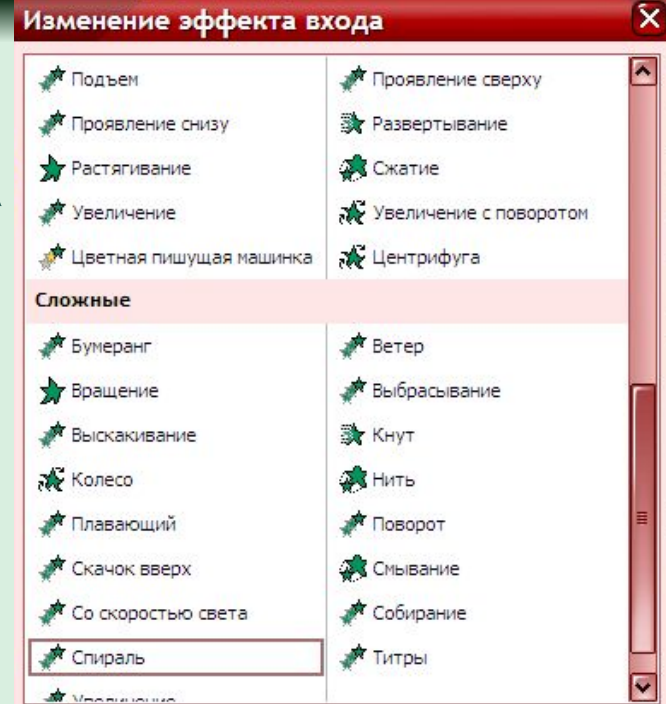 Изменение эффекта входа
Подъем
Проявление сверху
Проявление снизу
Развертывание
Растягивание
Сжатие
Увеличение
Увеличение с поворотом
Цветная пишущая машинка
Центрифуга
Сложные
Бумеранг
Ветер
Вращение
Выбрасывание
Выскакивание
Кнут
Колесо
Нить
Плавающий
Поворот
Скачок вверх
Смывание
Со скоростью света
Собирание
Спираль
Титры
Увеличение